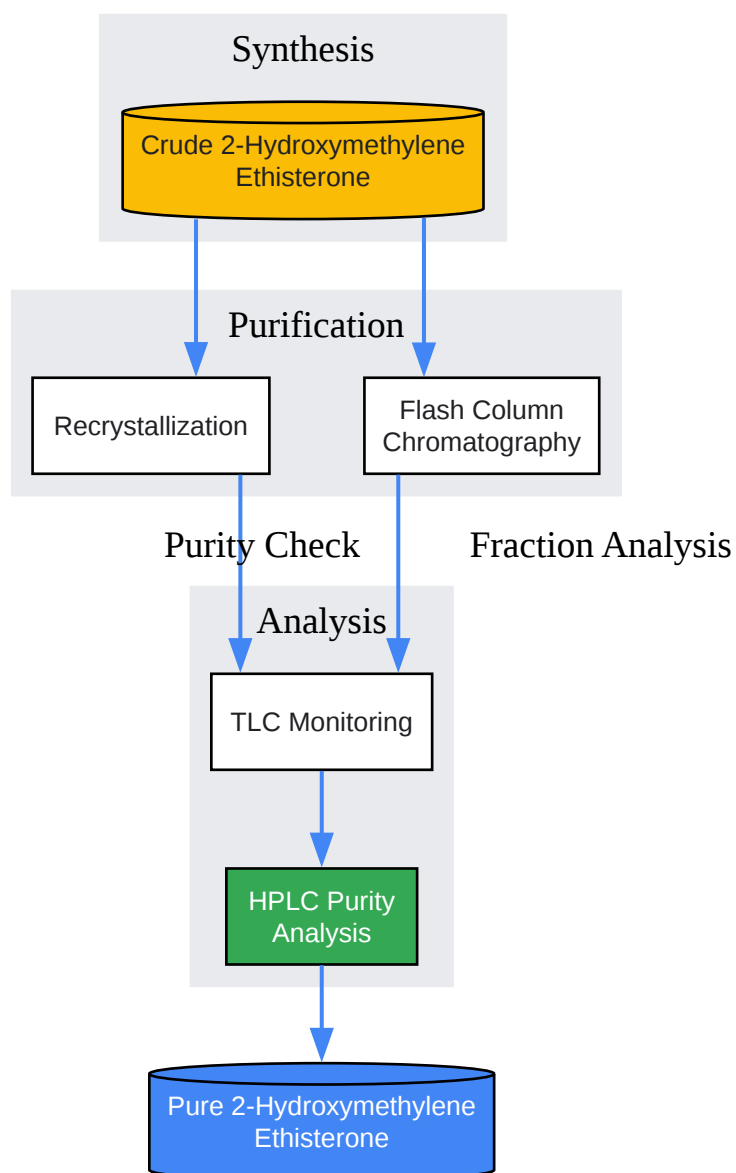 Synthesis
Crude 2-Hydroxymethylene
Ethisterone
Purification
Recrystallization
Flash Column
Chromatography
Purity Check
Fraction Analysis
Analysis
TLC Monitoring
HPLC Purity
Analysis
Pure 2-Hydroxymethylene
Ethisterone